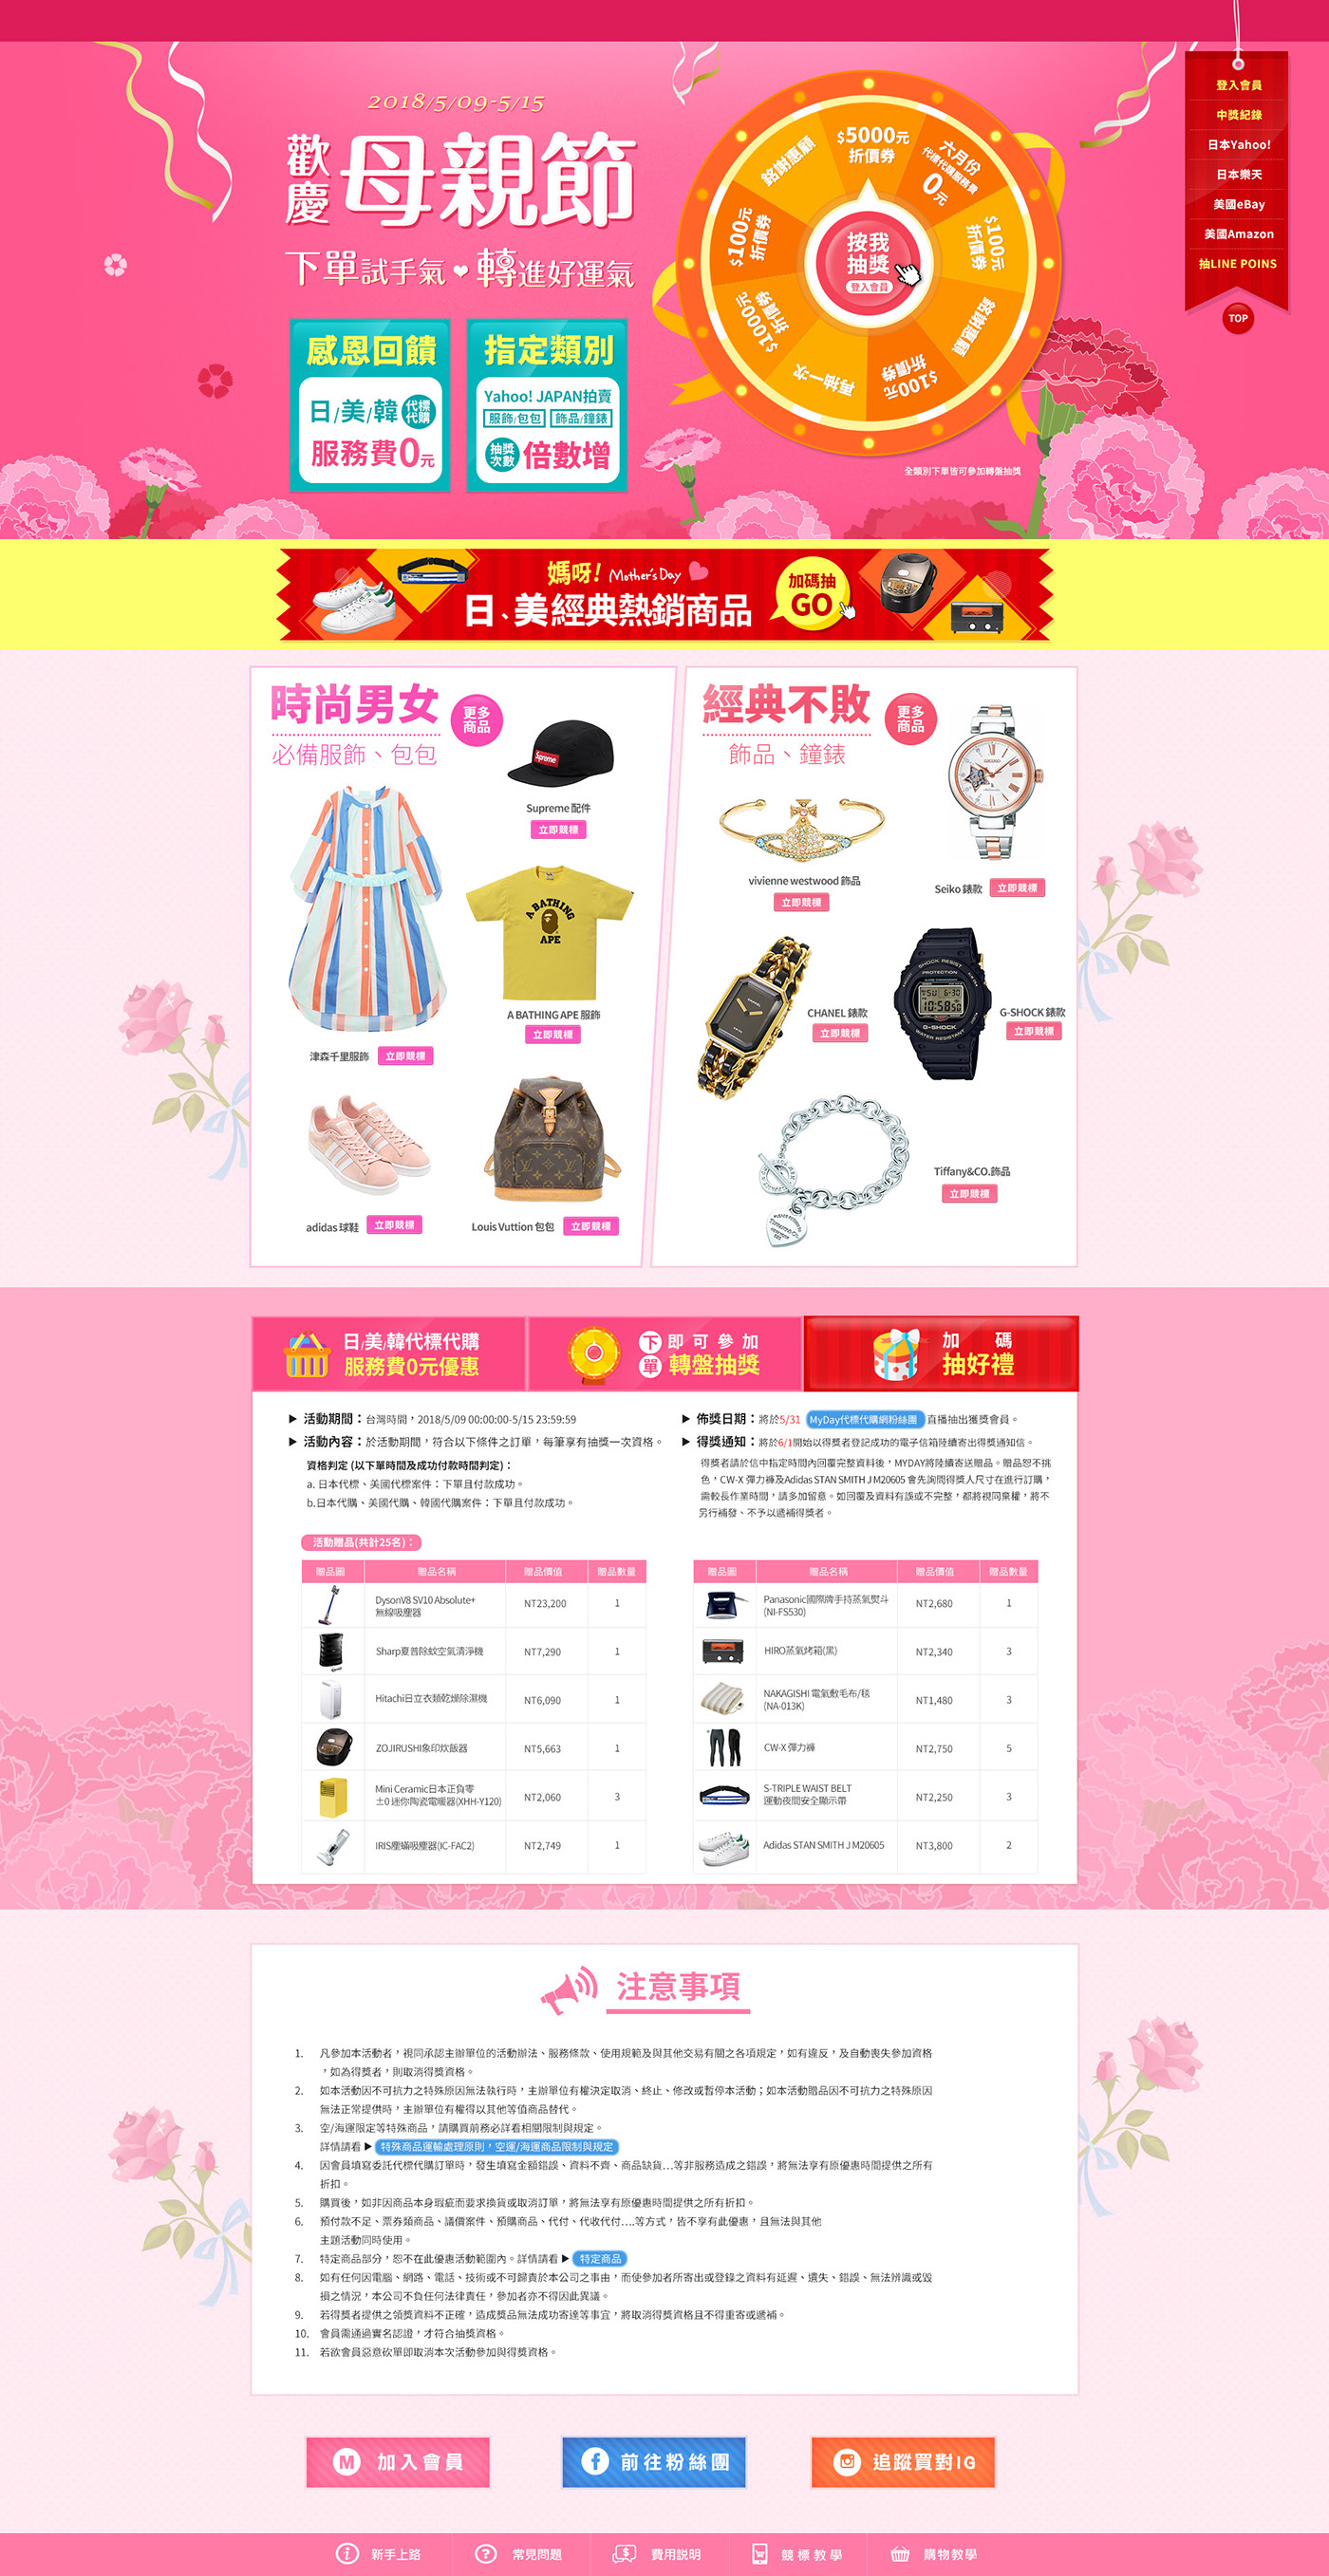 2018/5/09-5/15
歡慶 母親節
下單試手氣 ❤ 轉進好運氣
感恩回饋
日/美/韓 代標代購
服務費0元
指定類別
Yahoo! JAPAN拍賣
服飾/包包 飾品/鐘錶
抽獎次數 倍數增
$5000元
折價券
六月份
代標代購服務費
0元
$100元
折價券
銘謝惠顧
$100元
折價券
再抽一次
$1000元
折價券
$100元
折價券
銘謝惠顧
按我
抽獎
登入會員
全類別下單皆可參加轉盤抽獎
登入會員
中獎紀錄
日本Yahoo!
日本樂天
美國eBay
美國Amazon
抽LINE POINS
TOP
媽呀! Mother's Day
日、美經典熱銷商品
加碼抽
GO
時尚男女
必備服飾、包包
更多
商品
Supreme
Supreme 配件
立即競標
A BATHING
APE
A BATHING APE 服飾
立即競標
津森千里服飾 立即競標
adidas 球鞋 立即競標
Louis Vuttion 包包 立即競標
經典不敗
飾品、鐘錶
更多
商品
vivienne westwood 飾品
立即競標
SEIKO
Seiko 錶款 立即競標
CHANEL 錶款
立即競標
SHOCK RESIST
PROTECTION
10:58
G-SHOCK
WATER RESISTANT
G-SHOCK 錶款
立即競標
Tiffany&CO.飾品
立即競標
日/美/韓代標代購
服務費0元優惠
下單 即可參加
轉盤抽獎
加碼
抽好禮
▶ 活動期間：台灣時間，2018/5/09 00:00:00-5/15 23:59:59
▶ 活動內容：於活動期間，符合以下條件之訂單，每筆享有抽獎一次資格。
資格判定 (以下單時間及成功付款時間判定)：
a. 日本代標、美國代標案件：下單且付款成功。
b.日本代購、美國代購、韓國代購案件：下單且付款成功。
▶ 佈獎日期：將於5/31 MyDay代標代購網粉絲團 直播抽出獲獎會員。
▶ 得獎通知：將於6/1開始以得獎者登記成功的電子信箱陸續寄出得獎通知信。
得獎者請於信中指定時間內回覆完整資料後，MYDAY將陸續寄送贈品。贈品恕不挑
色，CW-X 彈力褲及Adidas STAN SMITH J M20605 會先詢問得獎人尺寸在進行訂購，
需較長作業時間，請多加留意。如回覆及資料有誤或不完整，都將視同棄權，將不
另行補發、不予以遞補得獎者。
活動贈品(共計25名)：
贈品圖 贈品名稱 贈品價值 贈品數量
DysonV8 SV10 Absolute+
無線吸塵器 NT23,200 1
Sharp夏普除蚊空氣清淨機 NT7,290 1
Hitachi日立衣類乾燥除濕機 NT6,090 1
ZOJIRUSHI象印炊飯器 NT5,663 1
Mini Ceramic日本正負零
±0 迷你陶瓷電暖器(XHH-Y120) NT2,060 3
IRIS塵蟎吸塵器(IC-FAC2) NT2,749 1
贈品圖 贈品名稱 贈品價值 贈品數量
Panasonic國際牌手持蒸氣熨斗
(NI-FS530) NT2,680 1
HIRO蒸氣烤箱(黑) NT2,340 3
NAKAGISHI 電氣敷毛布/毯
(NA-013K) NT1,480 3
CW-X 彈力褲 NT2,750 5
S-TRIPLE WAIST BELT
運動夜間安全顯示帶 NT2,250 3
Adidas STAN SMITH J M20605 NT3,800 2
注意事項
1. 凡參加本活動者，視同承認主辦單位的活動辦法、服務條款、使用規範及與其他交易有關之各項規定，如有違反，及自動喪失參加資格
，如為得獎者，則取消得獎資格。
2. 如本活動因不可抗力之特殊原因無法執行時，主辦單位有權決定取消、終止、修改或暫停本活動；如本活動贈品因不可抗力之特殊原因
無法正常提供時，主辦單位有權得以其他等值商品替代。
3. 空/海運限定等特殊商品，請購買前務必詳看相關限制與規定。
詳情請看 ▶ 特殊商品運輸處理原則，空運/海運商品限制與規定
4. 因會員填寫委託代標代購訂單時，發生填寫金額錯誤、資料不齊、商品缺貨...等非服務造成之錯誤，將無法享有原優惠時間提供之所有
折扣。
5. 購買後，如非因商品本身瑕疵而要求換貨或取消訂單，將無法享有原優惠時間提供之所有折扣。
6. 預付款不足、票券類商品、議價案件、預購商品、代付、代收代付....等方式，皆不享有此優惠，且無法與其他
主題活動同時使用。
7. 特定商品部分，恕不在此優惠活動範圍內。詳情請看 ▶ 特定商品
8. 如有任何因電腦、網路、電話、技術或不可歸責於本公司之事由，而使參加者所寄出或登錄之資料有延遲、遺失、錯誤、無法辨識或毀
損之情況，本公司不負任何法律責任，參加者亦不得因此異議。
9. 若得獎者提供之領獎資料不正確，造成獎品無法成功寄達等事宜，將取消得獎資格且不得重寄或遞補。
10. 會員需通過實名認證，才符合抽獎資格。
11. 若欲會員惡意砍單即取消本次活動參加與得獎資格。
M 加入會員
f 前往粉絲團
追蹤買對IG
新手上路
常見問題
費用說明
競標教學
購物教學